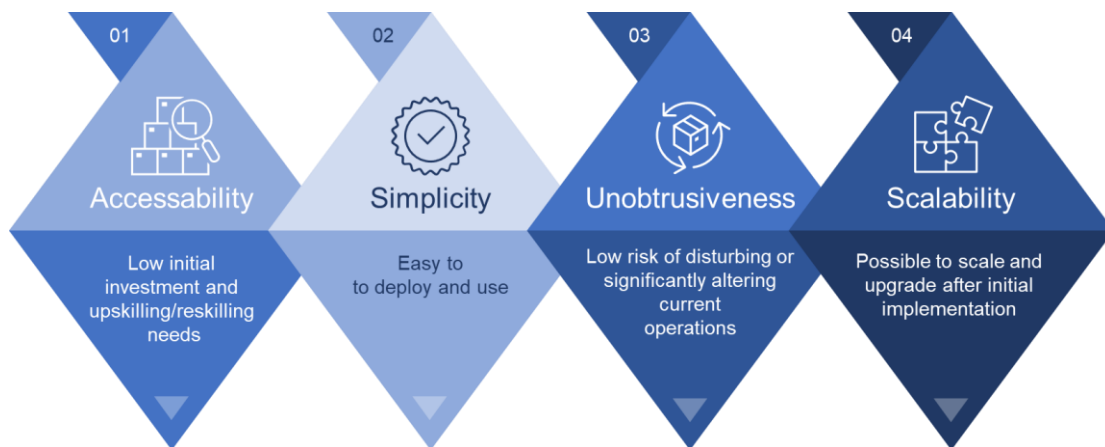 01
Accessability
Low initial
investment and
upskilling/reskilling
needs
02
Simplicity
Easy to
to deploy and use
03
Unobtrusiveness
Low risk of disturbing or
significantly altering
current
operations
04
Scalability
Possible to scale and
upgrade after initial
implementation